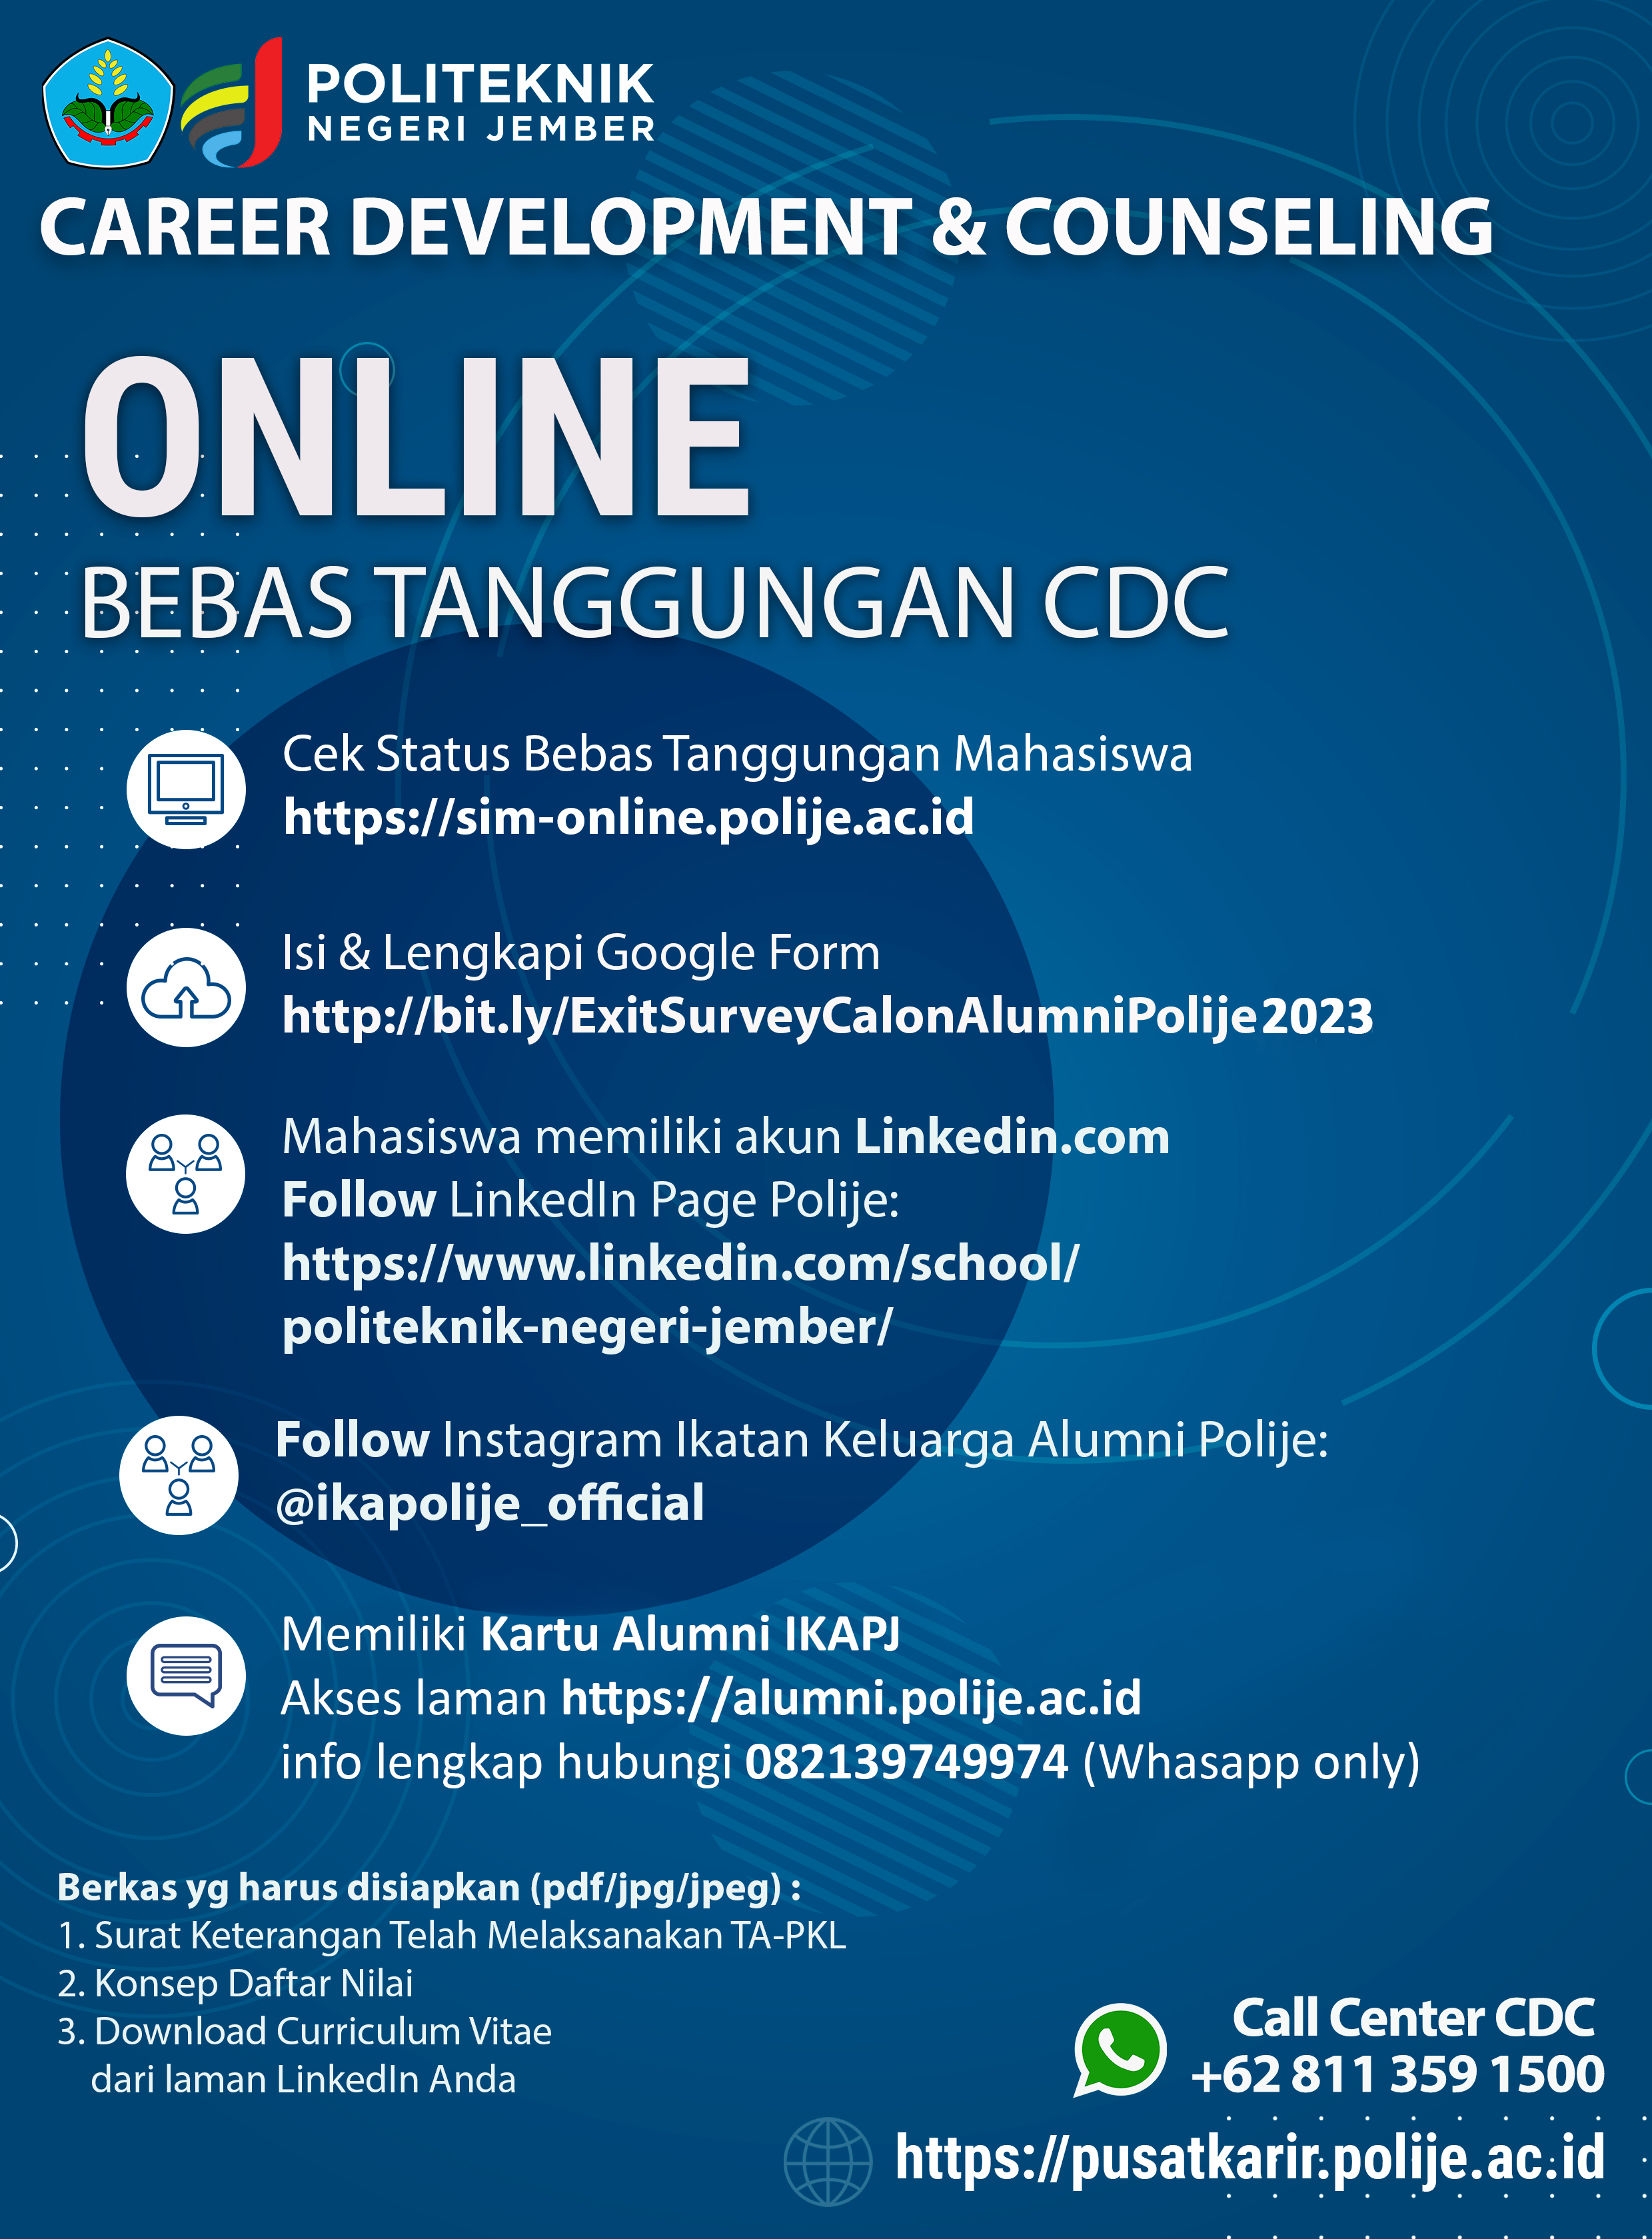 POLITEKNIK
NEGERI JEMBER
CAREER DEVELOPMENT & COUNSELING
ONLINE
BEBAS TANGGUNGAN CDC
Cek Status Bebas Tanggungan Mahasiswa
https://sim-online.polije.ac.id
Isi & Lengkapi Google Form
http://bit.ly/ExitSurveyCalonAlumniPolije2023
Mahasiswa memiliki akun Linkedin.com
Follow LinkedIn Page Polije:
https://www.linkedin.com/school/
politeknik-negeri-jember/
Follow Instagram Ikatan Keluarga Alumni Polije:
@ikapolije_official
Memiliki Kartu Alumni IKAPJ
Akses laman https://alumni.polije.ac.id
info lengkap hubungi 082139749974 (Whasapp only)
Berkas yg harus disiapkan (pdf/jpg/jpeg) :
1. Surat Keterangan Telah Melaksanakan TA-PKL
2. Konsep Daftar Nilai
3. Download Curriculum Vitae
dari laman LinkedIn Anda
Call Center CDC
+62 811 359 1500
https://pusatkarir.polije.ac.id